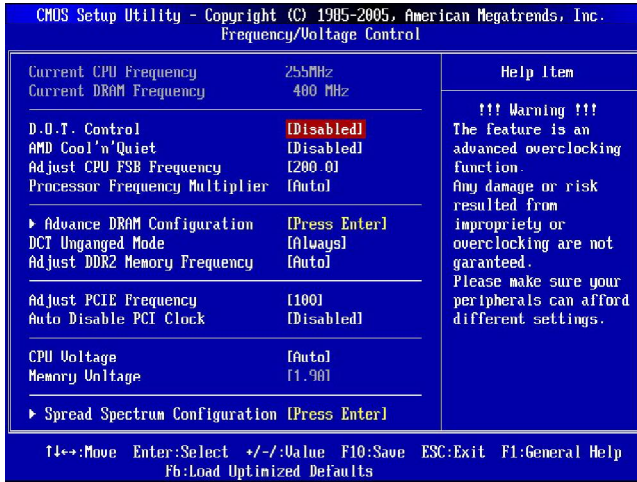 CMOS Setup Utility - Copyright (C) 1985-2005, American Megatrends, Inc.
Frequency/Voltage Control
Current CPU Frequency 255MHz
Current DRAM Frequency 400 MHz
D.O.T. Control [Disabled]
AMD Cool'n'Quiet [Disabled]
Adjust CPU FSB Frequency [200.0]
Processor Frequency Multiplier [Auto]
▶ Advance DRAM Configuration [Press Enter]
DCT Unganged Mode [Always]
Adjust DDR2 Memory Frequency [Auto]
Adjust PCIE Frequency [100]
Auto Disable PCI Clock [Disabled]
CPU Voltage [Auto]
Memory Voltage [1.90]
▶ Spread Spectrum Configuration [Press Enter]
Help Item
!!! Warning !!!
The feature is an
advanced overclocking
function.
Any damage or risk
resulted from
impropriety or
overclocking are not
garanteed.
Please make sure your
peripherals can afford
different settings.
↑↓←→:Move Enter:Select +/-/:Value F10:Save ESC:Exit F1:General Help
F6:Load Optimized Defaults